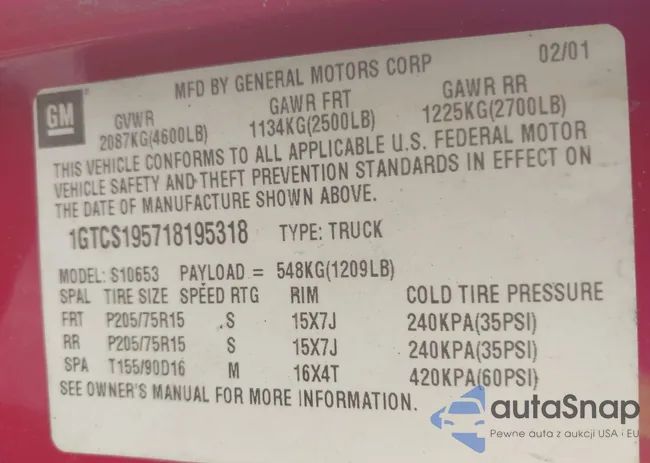 MFD BY GENERAL MOTORS CORP 02/01
GM
GVWR GAWR FRT GAWR RR
2087KG(4600LB) 1134KG(2500LB) 1225KG(2700LB)
THIS VEHICLE CONFORMS TO ALL APPLICABLE U.S. FEDERAL MOTOR
VEHICLE SAFETY AND THEFT PREVENTION STANDARDS IN EFFECT ON
THE DATE OF MANUFACTURE SHOWN ABOVE.
1GTCS195718195318 TYPE: TRUCK
MODEL: S10653 PAYLOAD = 548KG(1209LB)
SPAL TIRE SIZE SPEED RTG RIM COLD TIRE PRESSURE
FRT P205/75R15 S 15X7J 240KPA(35PSI)
RR P205/75R15 S 15X7J 240KPA(35PSI)
SPA T155/90D16 M 16X4T 420KPA(60PSI)
SEE OWNER'S MANUAL FOR MORE INFORMATION.
autaSnap
Pewne auta z aukcji USA i EU